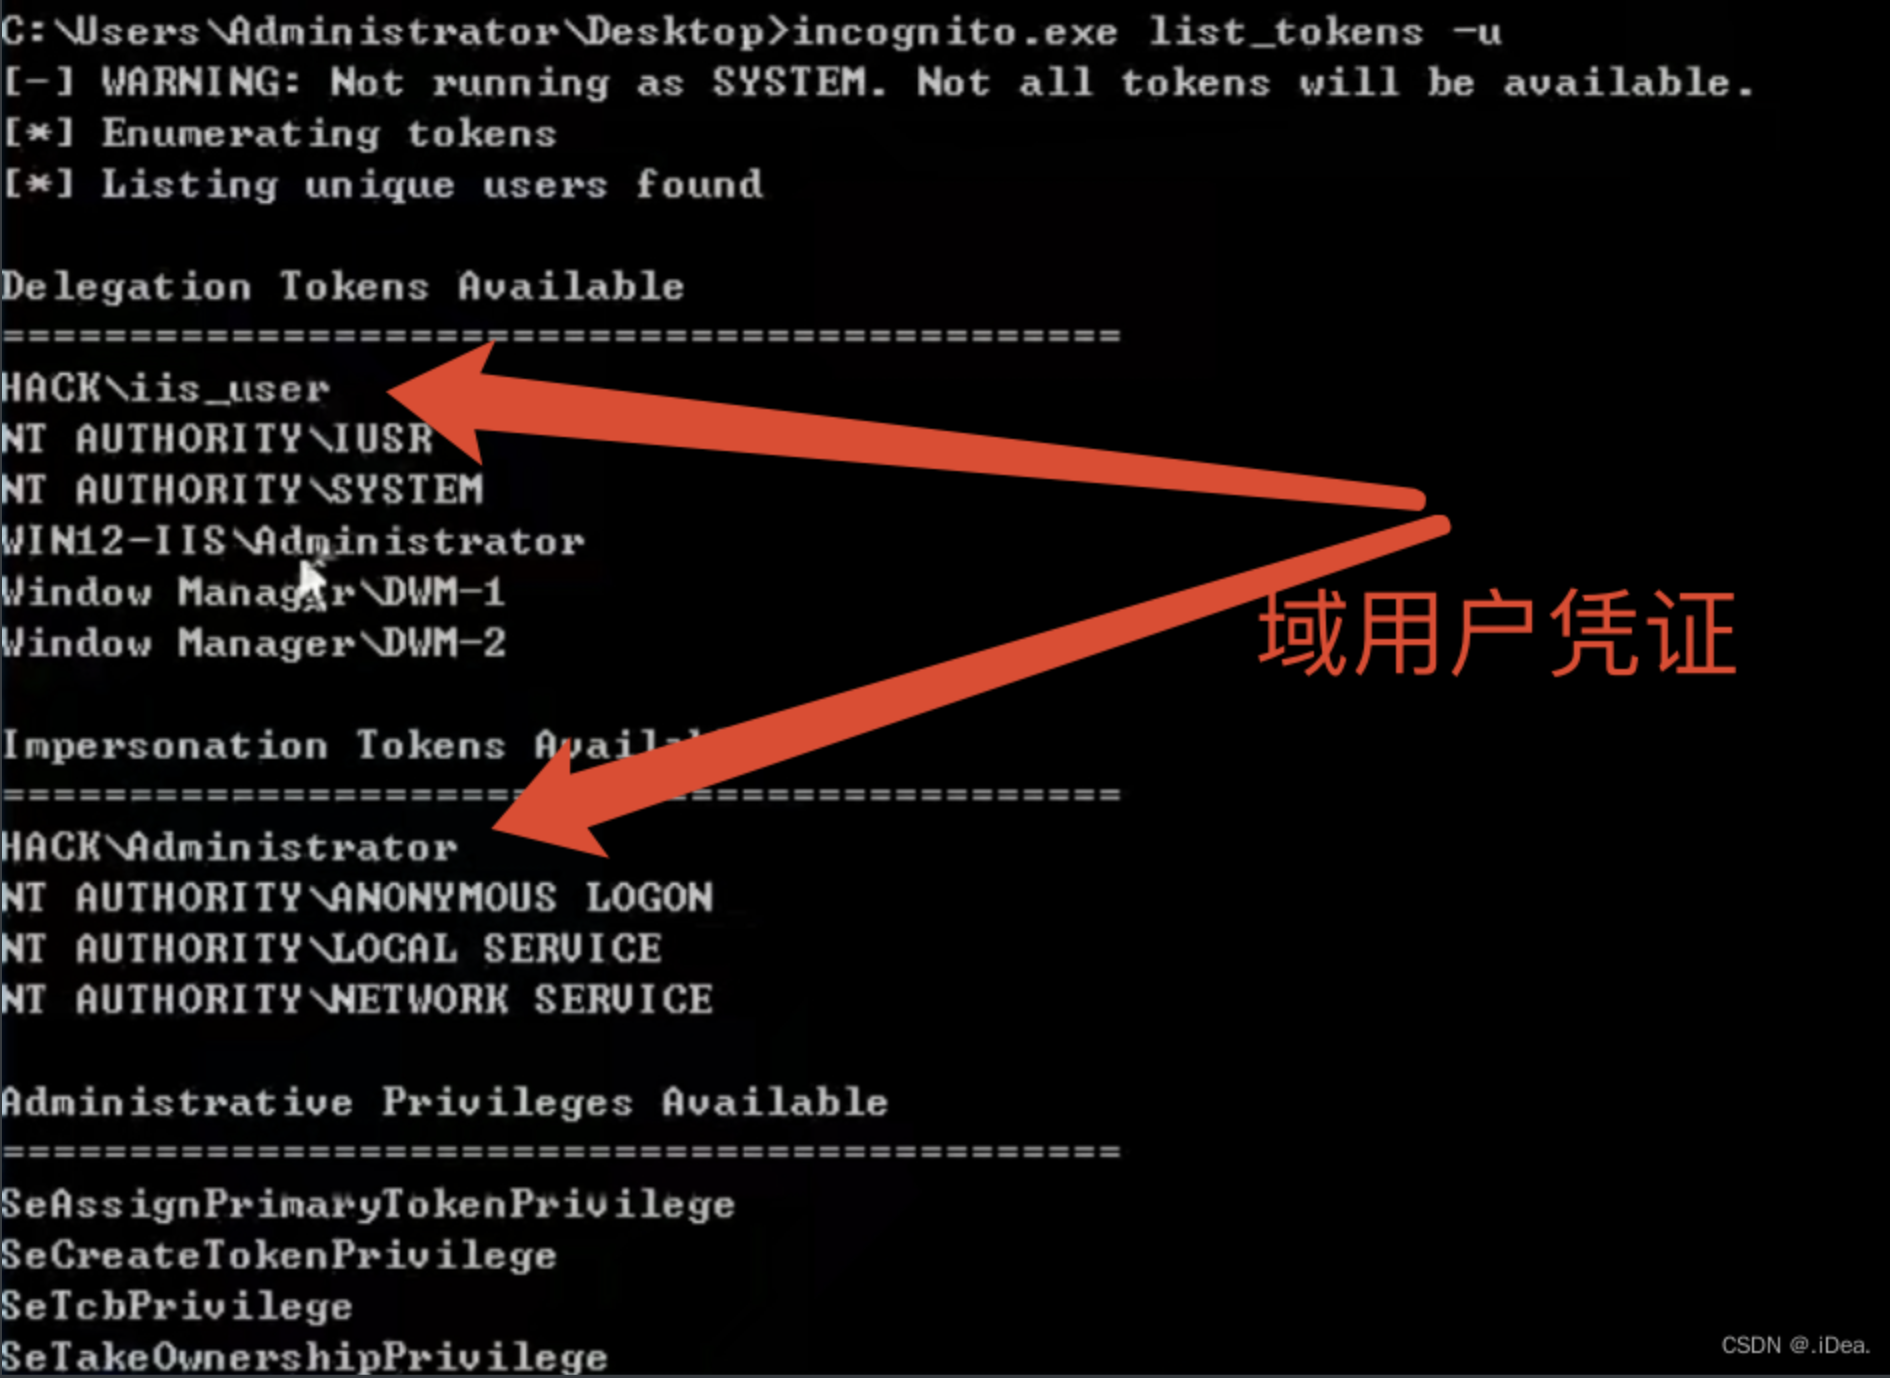 C:\Users\Administrator\Desktop>incognito.exe list_tokens -u
[-] WARNING: Not running as SYSTEM. Not all tokens will be available.
[*] Enumerating tokens
[*] Listing unique users found
Delegation Tokens Available
============================================
HACK\iis_user
NT AUTHORITY\IUSR
NT AUTHORITY\SYSTEM
WIN12-IIS\Administrator
Window Manager\DWM-1
Window Manager\DWM-2
域用户凭证
Impersonation Tokens Availab
============================================
HACK\Administrator
NT AUTHORITY\ANONYMOUS LOGON
NT AUTHORITY\LOCAL SERVICE
NT AUTHORITY\NETWORK SERVICE
Administrative Privileges Available
============================================
SeAssignPrimaryTokenPrivilege
SeCreateTokenPrivilege
SeTcbPrivilege
SeTakeOwnershipPrivilege
CSDN @.iDea.